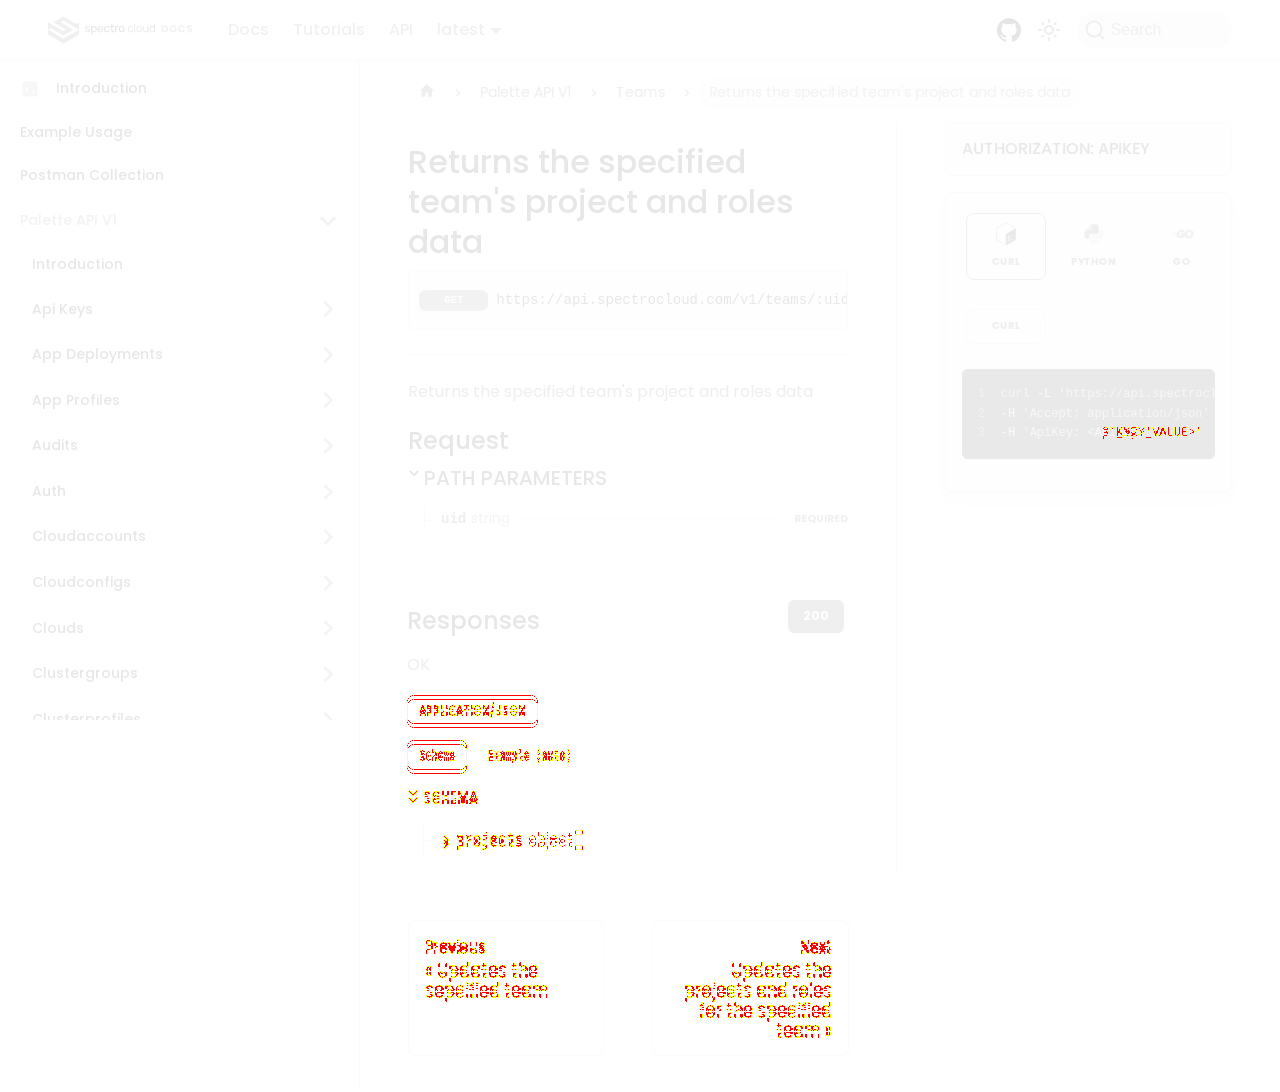 spectro cloud DOCS
Docs Tutorials API latest
Search
Introduction
Example Usage
Postman Collection
Palette API V1
Introduction
Api Keys
App Deployments
App Profiles
Audits
Auth
Cloudaccounts
Cloudconfigs
Clouds
Clustergroups
Clusterprofiles
Palette API V1
Teams
Returns the specified team's project and roles data
Returns the specified
team's project and roles
data
GET https://api.spectrocloud.com/v1/teams/:uid
Returns the specified team's project and roles data
Request
PATH PARAMETERS
uid string REQUIRED
Responses
200
OK
APPLICATION/JSON
Schema Example (auto)
SCHEMA
projects object[]
Previous
« Updates the
sepcified team
Next
Updates the
projects and roles
for the specified
team »
AUTHORIZATION: APIKEY
CURL PYTHON GO
CURL
1 curl -L 'https://api.spectrocl
2 -H 'Accept: application/json'
3 -H 'ApiKey: